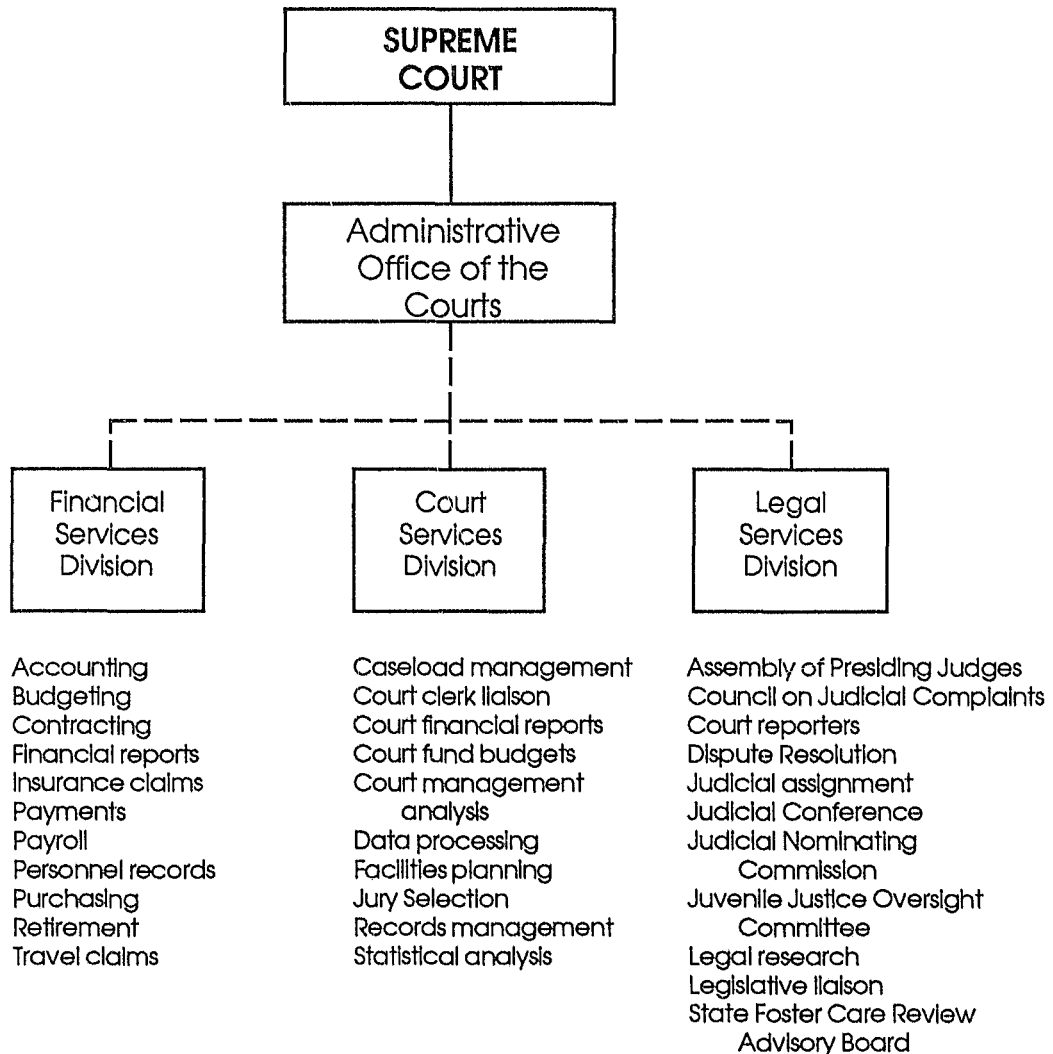 SUPREME
COURT
Administrative
Office of the
Courts
Financial
Services
Division
Court
Services
Division
Legal
Services
Division
Accounting
Budgeting
Contracting
Financial reports
Insurance claims
Payments
Payroll
Personnel records
Purchasing
Retirement
Travel claims
Caseload management
Court clerk liaison
Court financial reports
Court fund budgets
Court management
analysis
Data processing
Facilities planning
Jury Selection
Records management
Statistical analysis
Assembly of Presiding Judges
Council on Judicial Complaints
Court reporters
Dispute Resolution
Judicial assignment
Judicial Conference
Judicial Nominating
Commission
Juvenile Justice Oversight
Committee
Legal research
Legislative liaison
State Foster Care Review
Advisory Board